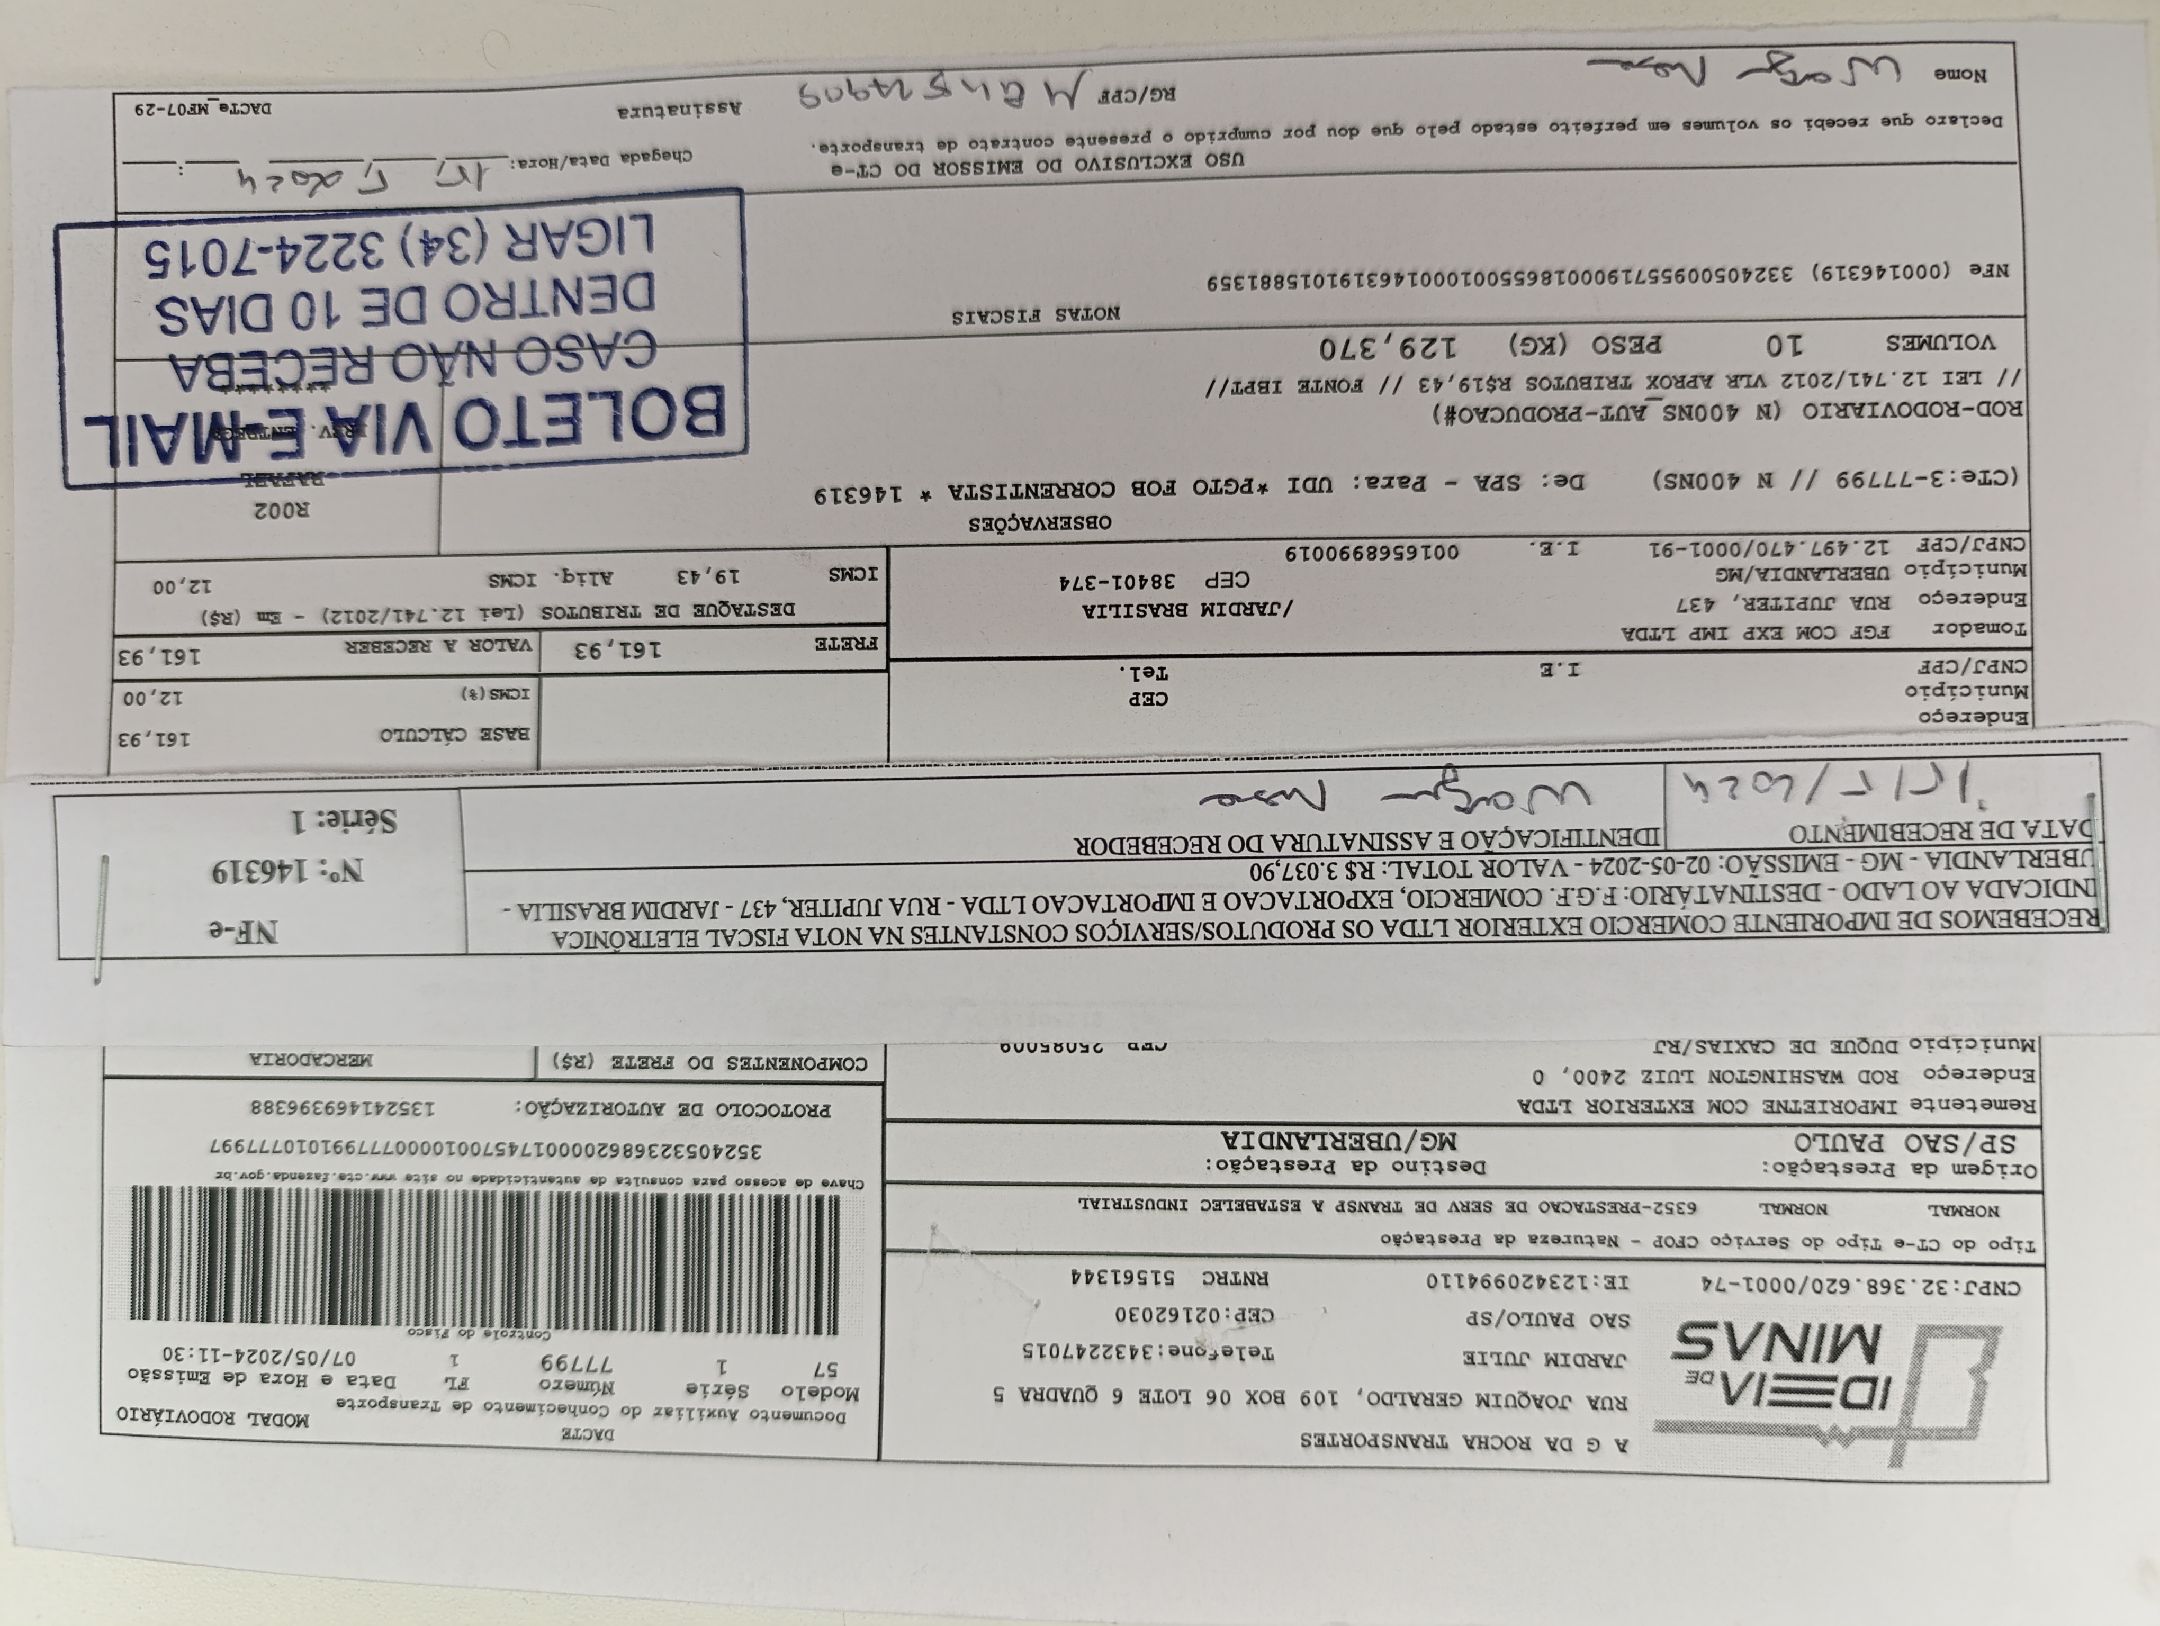 IDEIA DE MINAS
A G DA ROCHA TRANSPORTES
RUA JOAQUIM GERALDO, 109 BOX 06 LOTE 6 QUADRA 5
JARDIM JULIE Telefone:3432247015
SAO PAULO/SP CEP:02162030
CNPJ:32.368.620/0001-74 IE:123420994110 RNTRC 51561344
DACTE
Documento Auxiliar do Conhecimento de Transporte
MODAL RODOVIÁRIO
Modelo Série Número FL Data e Hora de Emissão
57 1 77799 1 07/05/2024-11:30
Controle do Fisco
Chave de acesso para consulta de autenticidade no site www.cte.fazenda.gov.br
35240532368620000174570010000777991010777997
PROTOCOLO DE AUTORIZAÇÃO: 135241469396388
Tipo do CT-e Tipo do Serviço CFOP - Natureza da Prestação
NORMAL NORMAL 6352-PRESTACAO DE SERV DE TRANSP A ESTABELEC INDUSTRIAL
Origem da Prestação: Destino da Prestação:
SP/SAO PAULO MG/UBERLANDIA
Remetente IMPORIETNE COM EXTERIOR LTDA
Endereço ROD WASHINGTON LUIZ 2400, 0
Município DUQUE DE CAXIAS/RJ CEP 25085009
COMPONENTES DO FRETE (R$) MERCADORIA
RECEBEMOS DE IMPORIENTE COMERCIO EXTERIOR LTDA OS PRODUTOS/SERVIÇOS CONSTANTES NA NOTA FISCAL ELETRÔNICA
INDICADA AO LADO - DESTINATÁRIO: F.G.F. COMERCIO, EXPORTACAO E IMPORTACAO LTDA - RUA JUPITER, 437 - JARDIM BRASILIA -
UBERLANDIA - MG - EMISSÃO: 02-05-2024 - VALOR TOTAL: R$ 3.037,90
DATA DE RECEBIMENTO IDENTIFICAÇÃO E ASSINATURA DO RECEBEDOR
15/5/2024
NF-e
Nº: 146319
Série: 1
Endereço
Município CEP
CNPJ/CPF I.E Tel.
BASE CÁLCULO 161,93
ICMS(%) 12,00
Tomador FGF COM EXP IMP LTDA
Endereço RUA JUPITER, 437 /JARDIM BRASILIA
Município UBERLANDIA/MG CEP 38401-374
CNPJ/CPF 12.497.470/0001-91 I.E. 0016568990019
FRETE 161,93 VALOR A RECEBER 161,93
DESTAQUE DE TRIBUTOS (Lei 12.741/2012) - Em (R$)
ICMS 19,43 Aliq. ICMS 12,00
OBSERVAÇÕES
(CTe:3-77799 // N 400NS) De: SPA - Para: UDI *PGTO FOB CORRENTISTA * 146319
R002
RAFAEL
ROD-RODOVIARIO (N 400NS_AUT-PRODUCAO#)
// LEI 12.741/2012 VLR APROX TRIBUTOS R$19,43 // FONTE IBPT//
VOLUMES 10 PESO (KG) 129,370
NOTAS FISCAIS
NFe (000146319) 33240500955719000186550010001463191015881359
BOLETO VIA E-MAIL
CASO NÃO RECEBA
DENTRO DE 10 DIAS
LIGAR (34) 3224-7015
USO EXCLUSIVO DO EMISSOR DO CT-e
Declaro que recebi os volumes em perfeito estado pelo que dou por cumprido o presente contrato de transporte.
Chegada Data/Hora: 15 5 2024 :
Nome RG/CPF Assinatura
DACTe_MF07-29